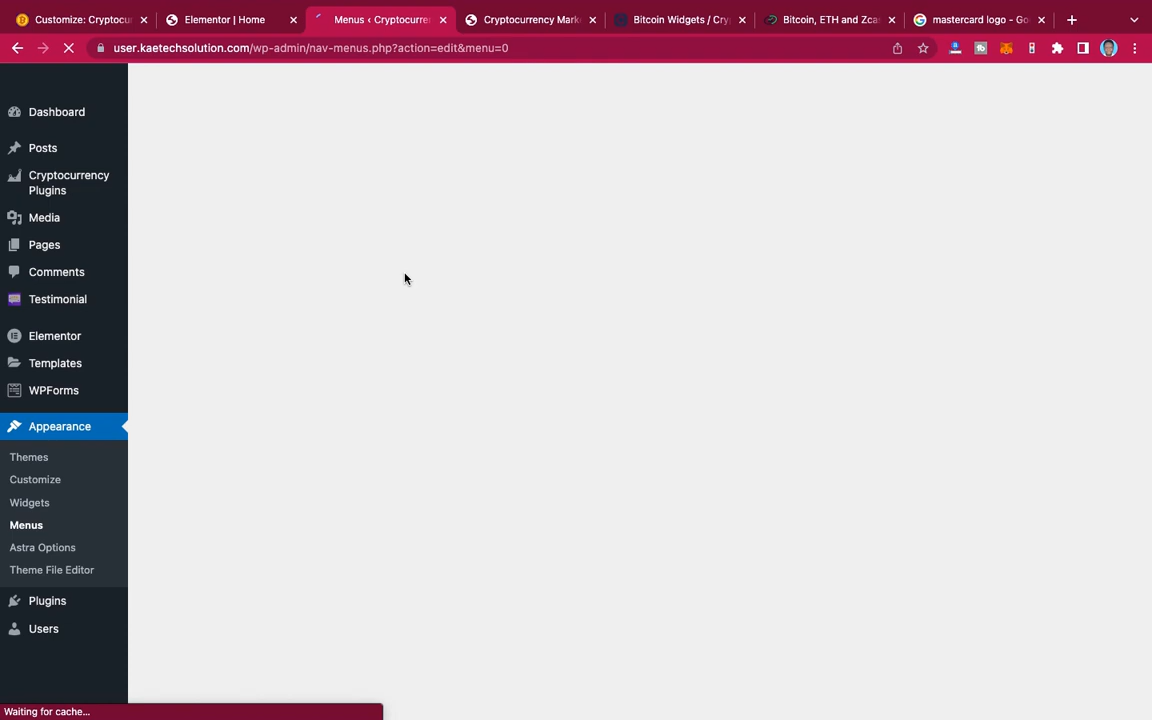 Customize: Cryptocur
Elementor | Home
Menus ‹ Cryptocurre
Cryptocurrency Mark
Bitcoin Widgets / Cry
Bitcoin, ETH and Zca
mastercard logo - Go
user.kaetechsolution.com/wp-admin/nav-menus.php?action=edit&menu=0
Dashboard
Posts
Cryptocurrency
Plugins
Media
Pages
Comments
Testimonial
Elementor
Templates
WPForms
Appearance
Themes
Customize
Widgets
Menus
Astra Options
Theme File Editor
Plugins
Users
Waiting for cache...